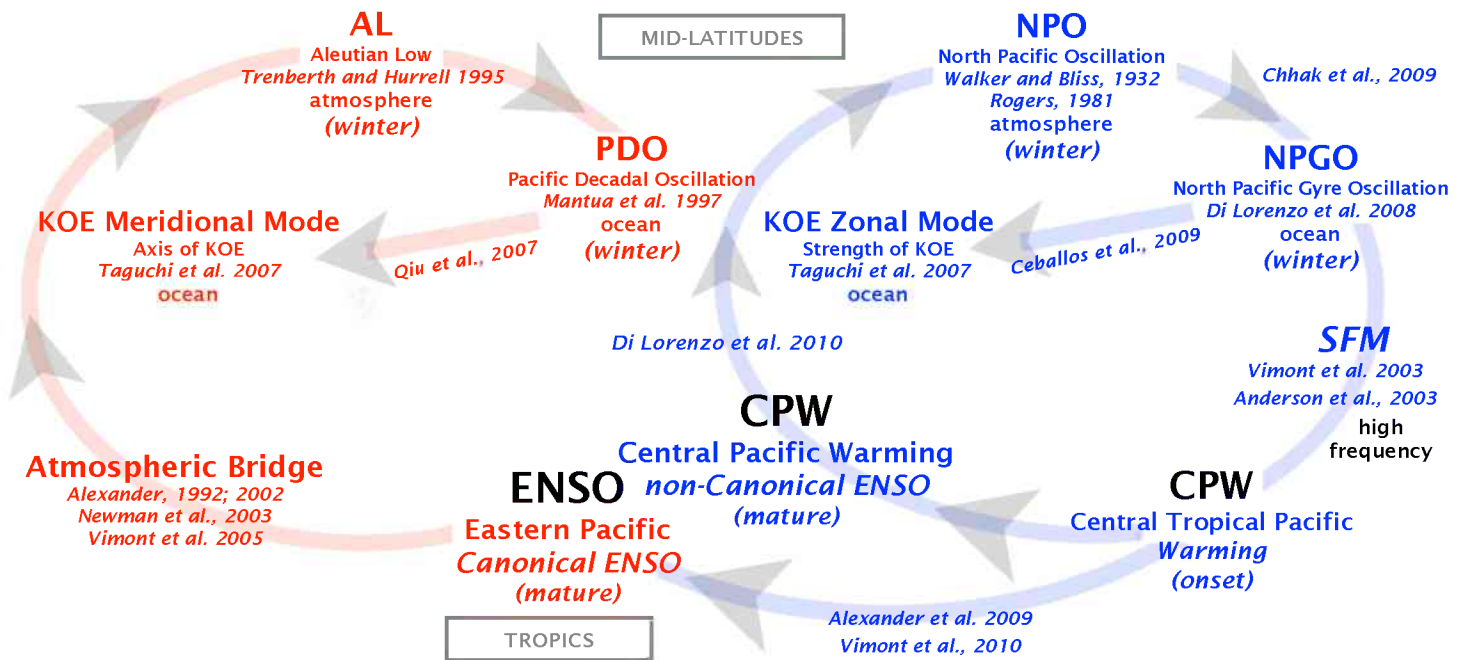 AL
Aleutian Low
Trenberth and Hurrell 1995
atmosphere
(winter)
MID-LATITUDES
NPO
North Pacific Oscillation
Walker and Bliss, 1932
Rogers, 1981
atmosphere
(winter)
Chhak et al., 2009
PDO
Pacific Decadal Oscillation
Mantua et al. 1997
ocean
(winter)
NPGO
North Pacific Gyre Oscillation
Di Lorenzo et al. 2008
ocean
(winter)
KOE Meridional Mode
Axis of KOE
Taguchi et al. 2007
ocean
Qiu et al., 2007
KOE Zonal Mode
Strength of KOE
Taguchi et al. 2007
ocean
Ceballos et al., 2009
Di Lorenzo et al. 2010
SFM
Vimont et al. 2003
Anderson et al., 2003
high
frequency
CPW
Central Pacific Warming
non-Canonical ENSO
(mature)
Atmospheric Bridge
Alexander, 1992; 2002
Newman et al., 2003
Vimont et al. 2005
ENSO
Eastern Pacific
Canonical ENSO
(mature)
CPW
Central Tropical Pacific
Warming
(onset)
Alexander et al. 2009
Vimont et al., 2010
TROPICS